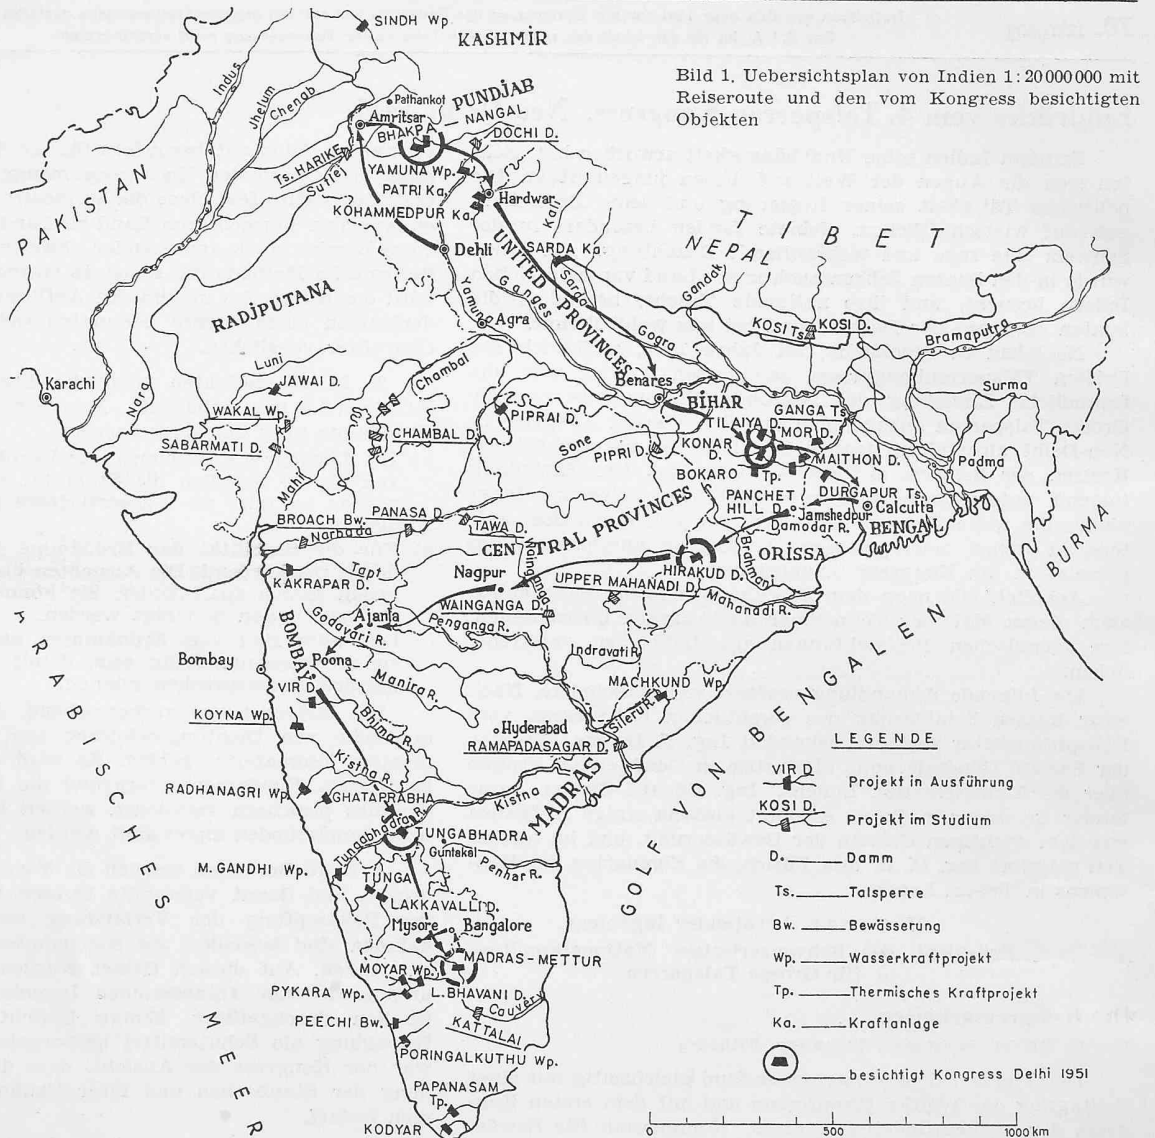 Bild 1. Uebersichtsplan von Indien 1:20000000 mit
Reiseroute und den vom Kongress besichtigten
Objekten
SINDH Wp.
KASHMIR
Indus
Jhelum
Chenab
Pathankot
PUNDJAB
Amritsar
NANGAL
BHAKRA
DOCHI D.
Ts. HARIKE
Sutlej
YAMUNA Wp.
PATRI Ka.
Hardwar
KOHAMMEDPUR Ka.
PAKISTAN
Dehli
Kari
SARDA Ka.
TIBET
NEPAL
UNITED PROVINCES
Ganges
Sarda
Gandak
KOSI Ts.
KOSI D.
RADJPUTANA
Yamuna
Agra
Gogra
Bramaputra
Luni
Chambal
Karachi
Nara
JAWAI D.
Benares
BIHAR
Surma
WAKAL Wp.
PIPRAI D.
GANGA Ts.
TILAIYA D.
SABARMATI D.
CHAMBAL D.
Sone
PIPRI D.
KONAR
D.
MOR D.
MAITHON D.
Padma
Mahi
BOKARO
Tp.
PANASA D.
PANCHET
HILL D.
DURGAPUR Ts.
Calcutta
BROACH Bw.
Narbada
TAWA D.
Jamshedpur
Damodar R.
BENGAL
BURMA
CENTRAL PROVINCES
Brahmani
ORISSA
Tapt
Nagpur
HIRAKUD D.
KAKRAPAR D.
UPPER MAHANADI D.
Mahanadi R.
WAINGANGA D.
Ajanla
Godavari R.
Penganga R.
BOMBAY
Indravati R.
Bombay
Poona
Manira R.
MACHKUND Wp.
VIR D.
Sileru R.
KOYNA Wp.
Bhima R.
Hyderabad
RAMAPADASAGAR D.
Kistna R.
RADHANAGRI Wp.
GHATAPRABHA
Kistna
MADRAS
Tungabhadra R.
TUNGABHADRA
Guntakal
Penhar R.
M. GANDHI Wp.
TUNGA
LAKKAVALLI D.
Mysore
Bangalore
MADRAS-METTUR
MOYAR Wp.
PYKARA Wp.
L. BHAVANI D.
Cauvery
PEECHI Bw.
KATTALAI
PORINGALKUTHU Wp.
PAPANASAM
Tp.
KODYAR
ARABISHES MEER
GOLF VON BENGALEN
LEGENDE
VIR D. Projekt in Ausführung
KOSI D. Projekt im Studium
D. Damm
Ts. Talsperre
Bw. Bewässerung
Wp. Wasserkraftprojekt
Tp. Thermisches Kraftprojekt
Ka. Kraftanlage
besichtigt Kongress Delhi 1951
0 500 1000 km